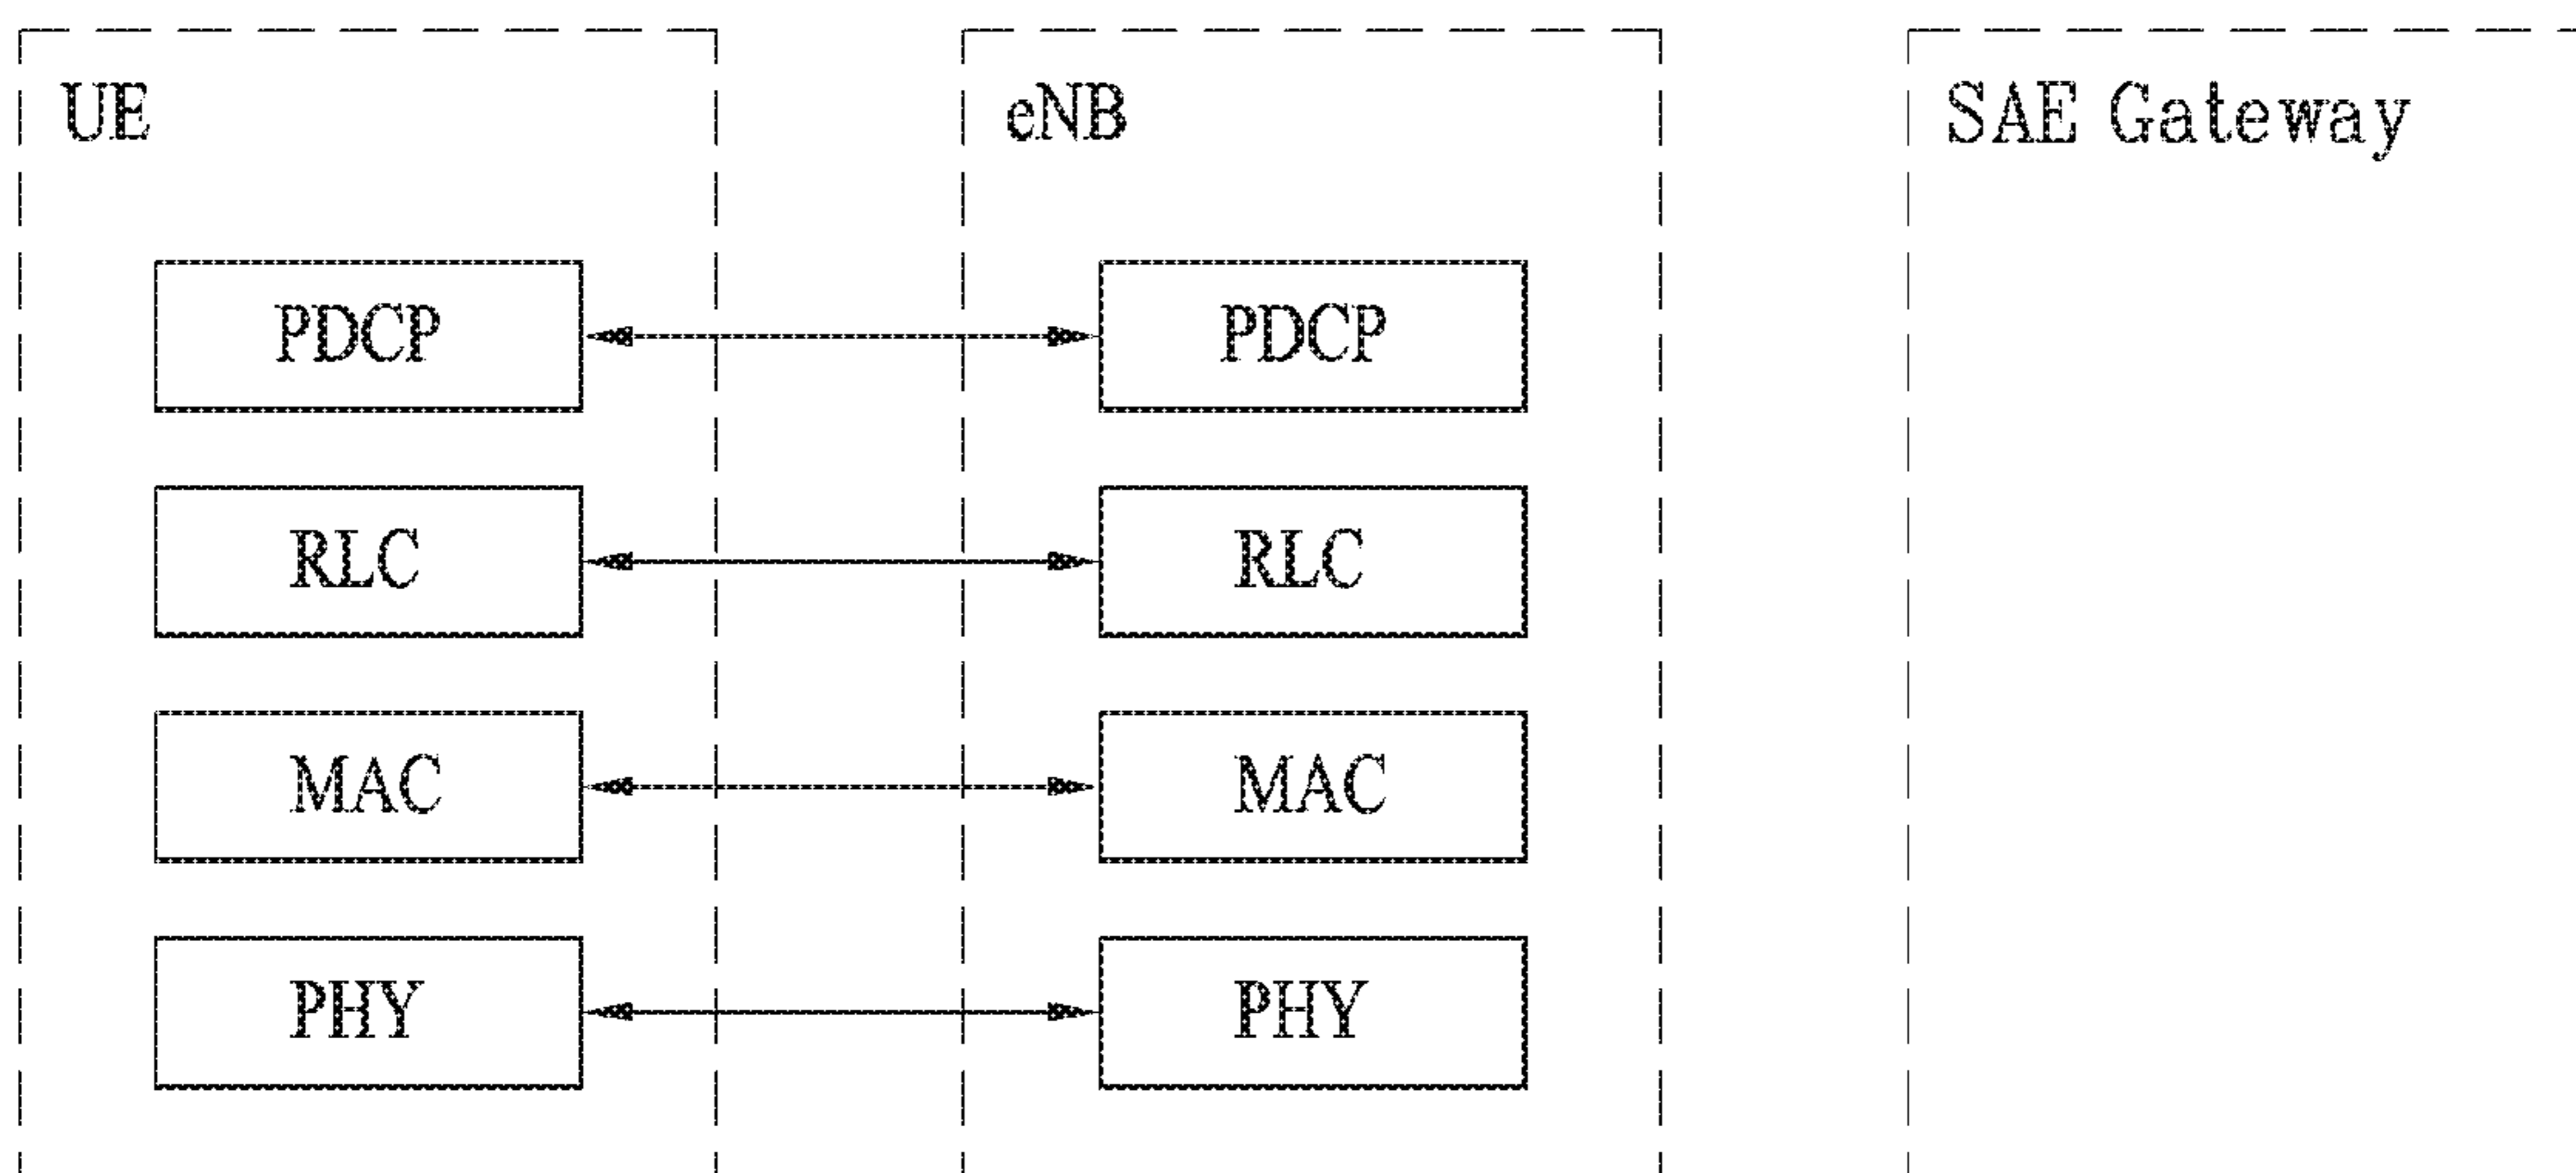 UE
eNB
SAE Gateway
PDCP
PDCP
RLC
RLC
MAC
MAC
PHY
PHY